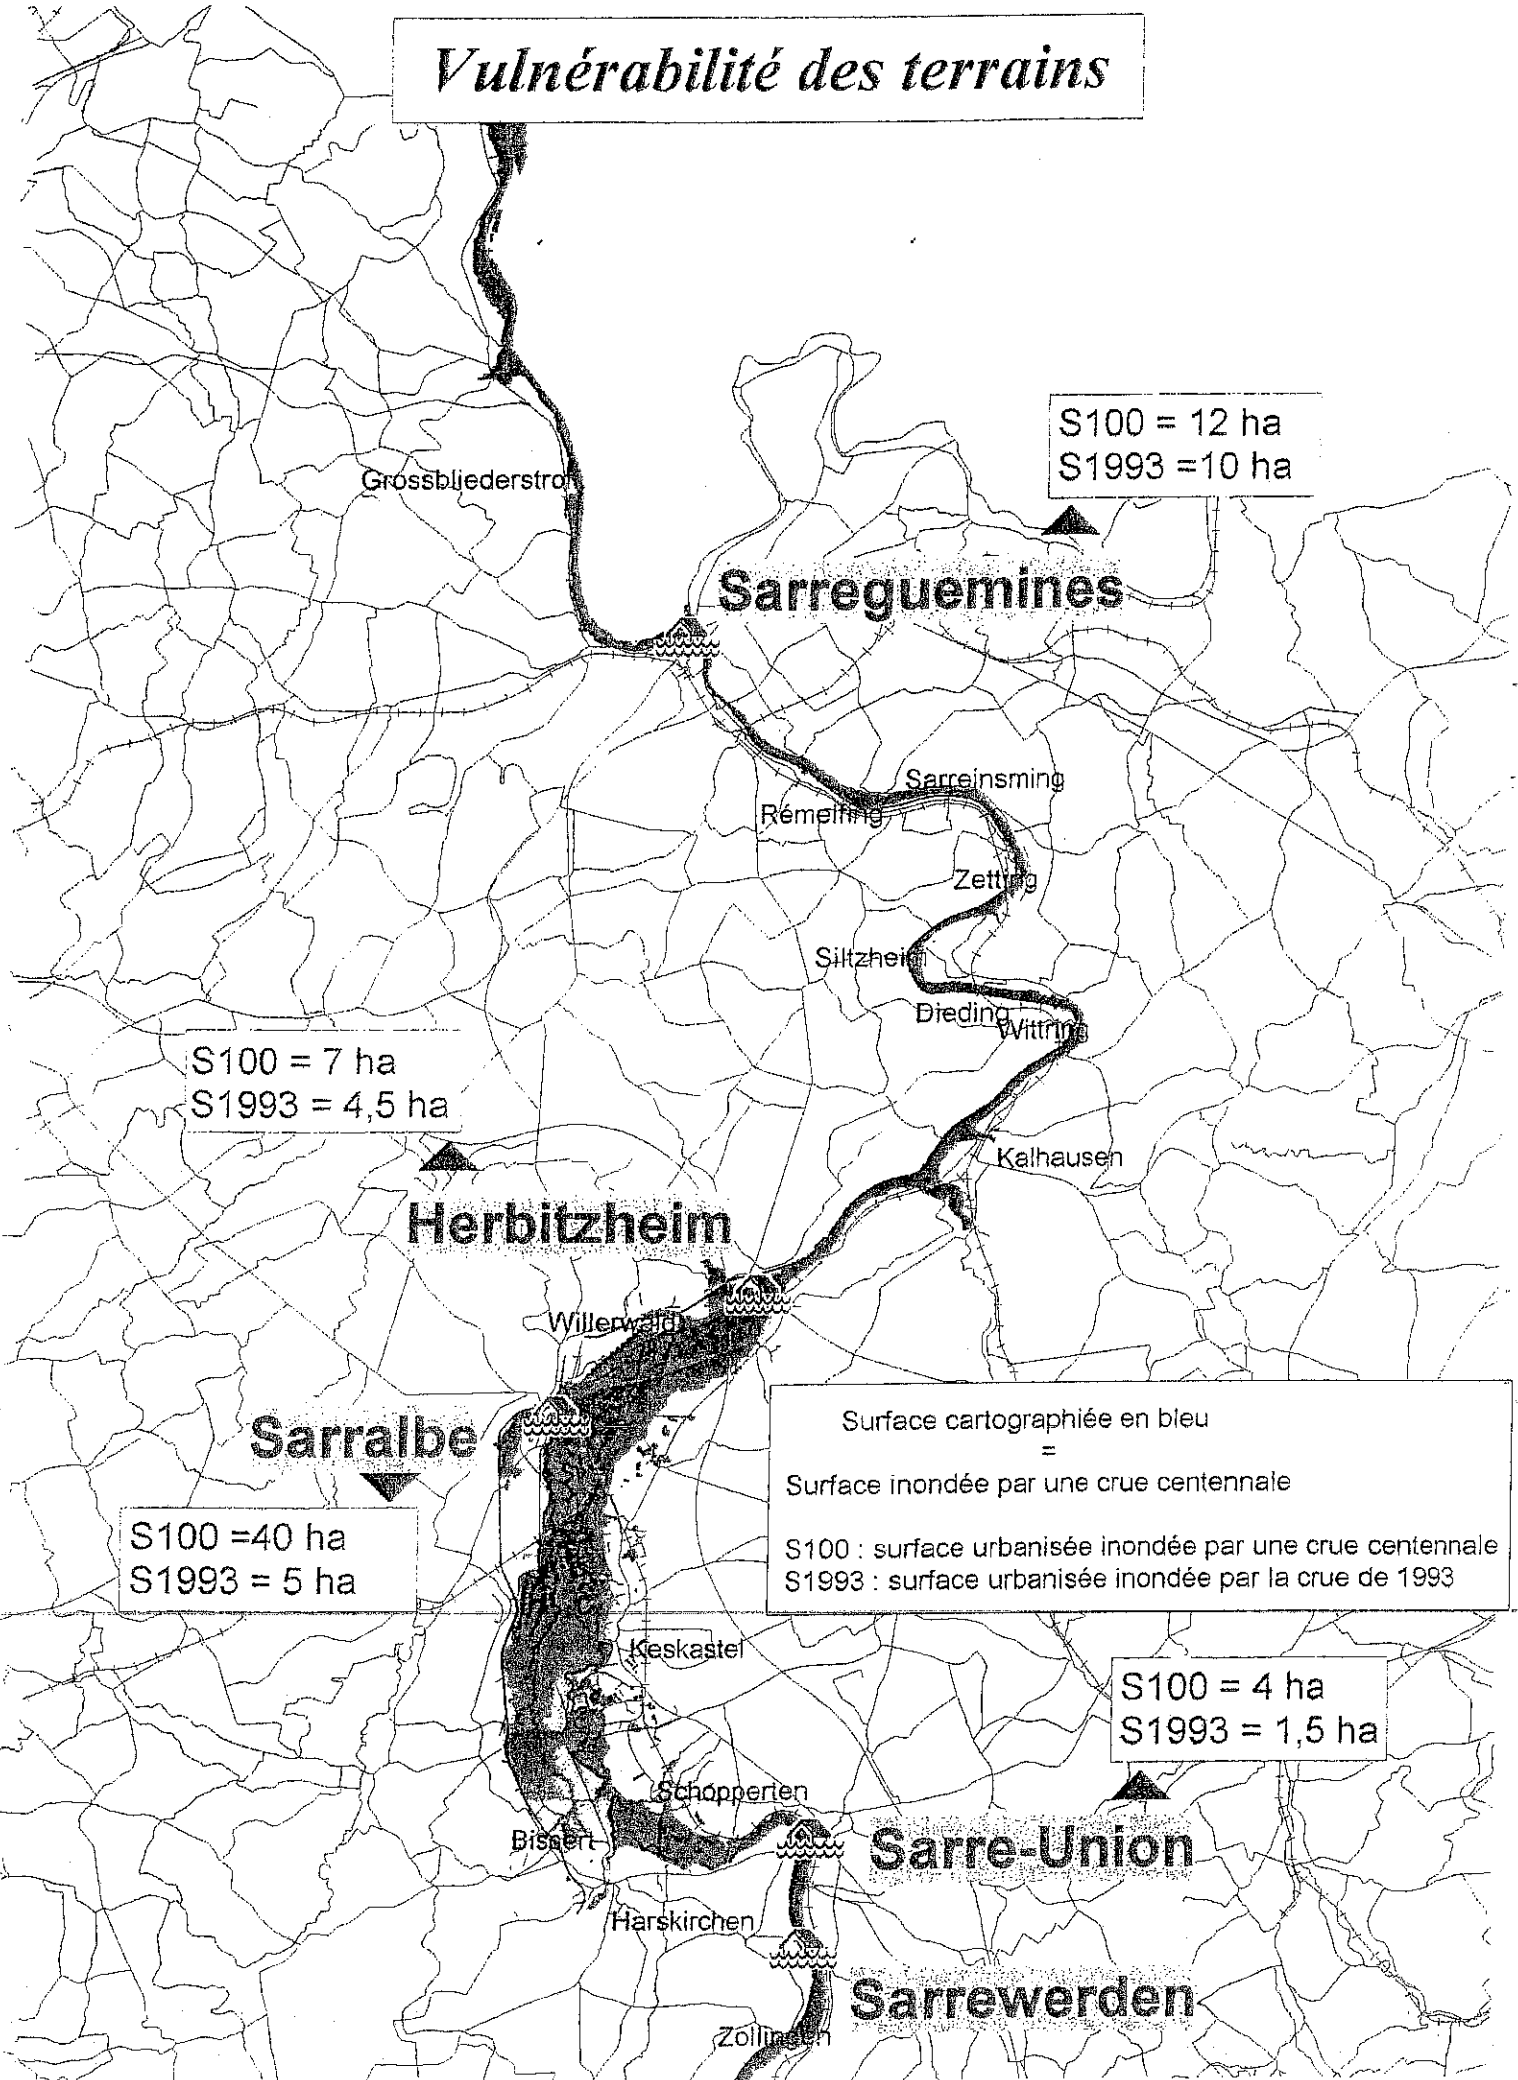 Vulnérabilité des terrains
S100 = 12 ha
S1993 =10 ha
Grossbliederstroff
Sarreguemines
Sarreinsming
Rémelfing
Zetting
Siltzheim
Dieding
Wittring
S100 = 7 ha
S1993 = 4,5 ha
Kalhausen
Herbitzheim
Willerwald
Sarralbe
Surface cartographiée en bleu
=
Surface inondée par une crue centennale
S100 : surface urbanisée inondée par une crue centennale
S1993 : surface urbanisée inondée par la crue de 1993
S100 =40 ha
S1993 = 5 ha
Keskastel
S100 = 4 ha
S1993 = 1,5 ha
Schopperten
Bissert
Sarre-Union
Harskirchen
Sarrewerden
Zollingen